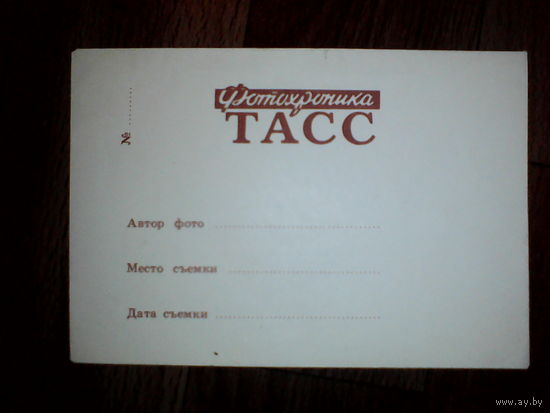 № ..........
Фотохроника
ТАСС
Автор фото ........................................
Место съемки ........................................
Дата съемки ........................................
www.ay.by